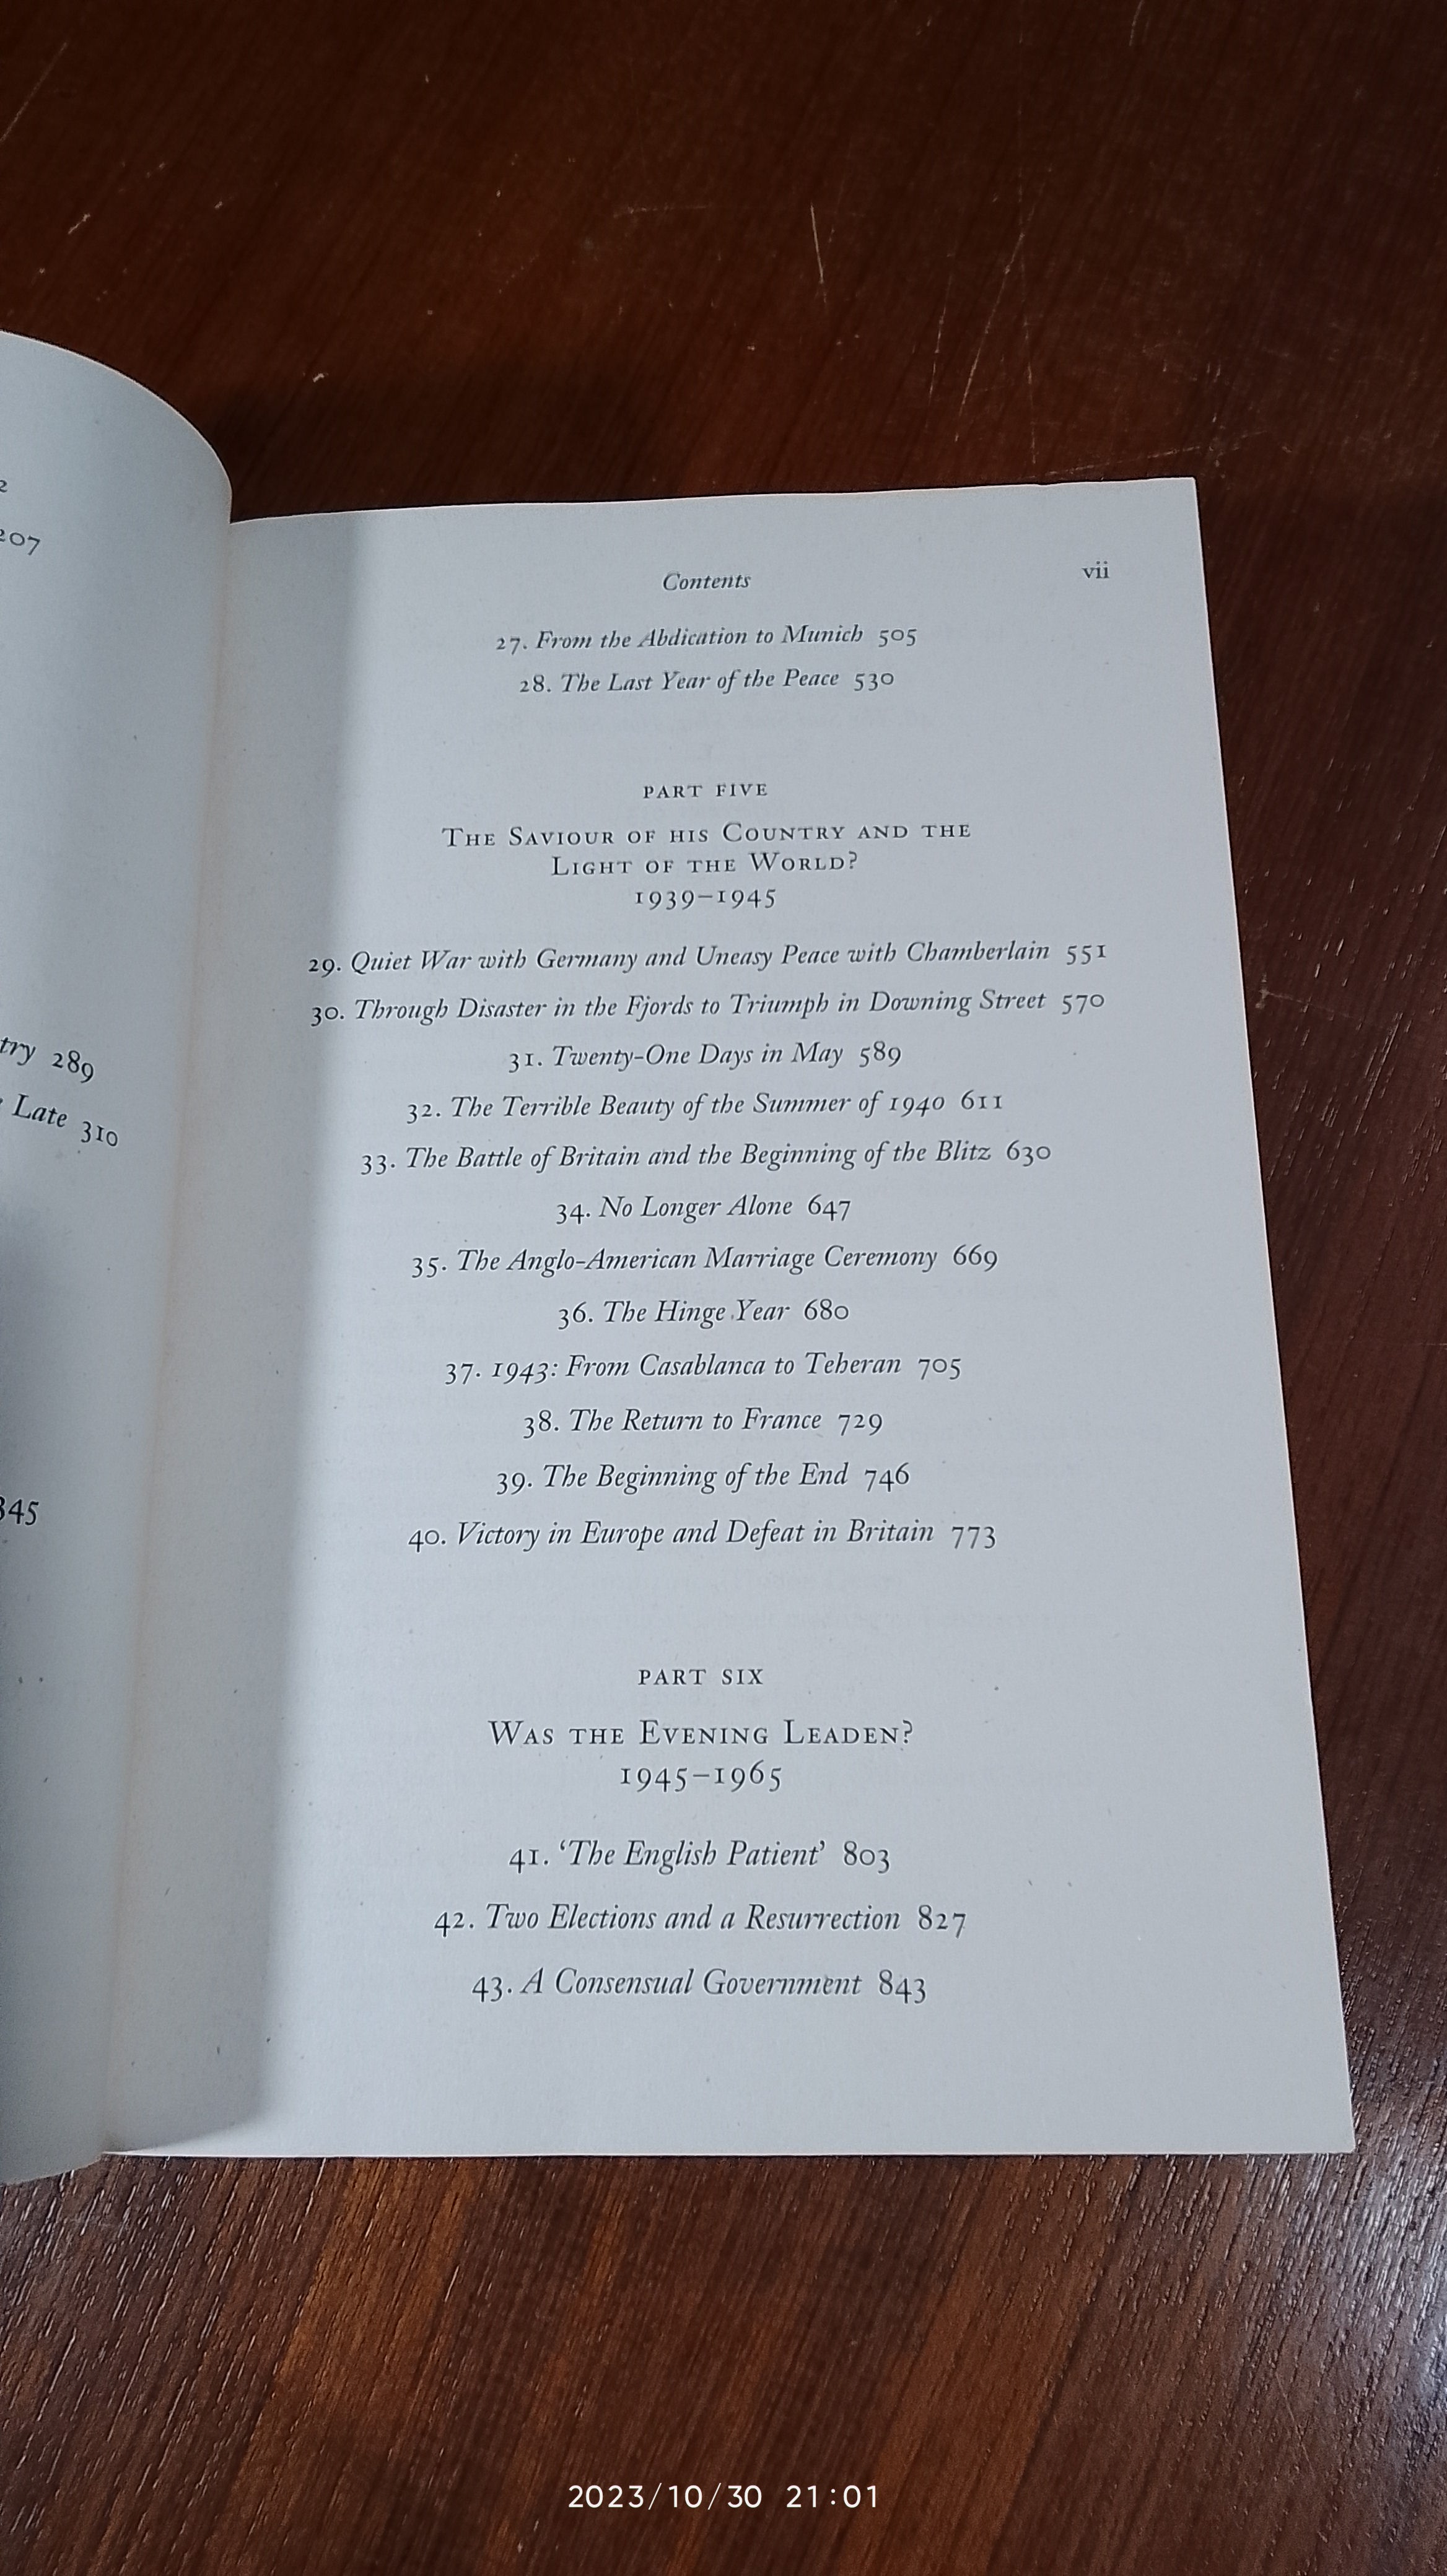 2
207
try 289
Late 310
345
Contents vii
27. From the Abdication to Munich 505
28. The Last Year of the Peace 530
PART FIVE
THE SAVIOUR OF HIS COUNTRY AND THE
LIGHT OF THE WORLD?
1939–1945
29. Quiet War with Germany and Uneasy Peace with Chamberlain 551
30. Through Disaster in the Fjords to Triumph in Downing Street 570
31. Twenty-One Days in May 589
32. The Terrible Beauty of the Summer of 1940 611
33. The Battle of Britain and the Beginning of the Blitz 630
34. No Longer Alone 647
35. The Anglo-American Marriage Ceremony 669
36. The Hinge Year 680
37. 1943: From Casablanca to Teheran 705
38. The Return to France 729
39. The Beginning of the End 746
40. Victory in Europe and Defeat in Britain 773
PART SIX
WAS THE EVENING LEADEN?
1945–1965
41. ‘The English Patient’ 803
42. Two Elections and a Resurrection 827
43. A Consensual Government 843
2023/10/30 21:01